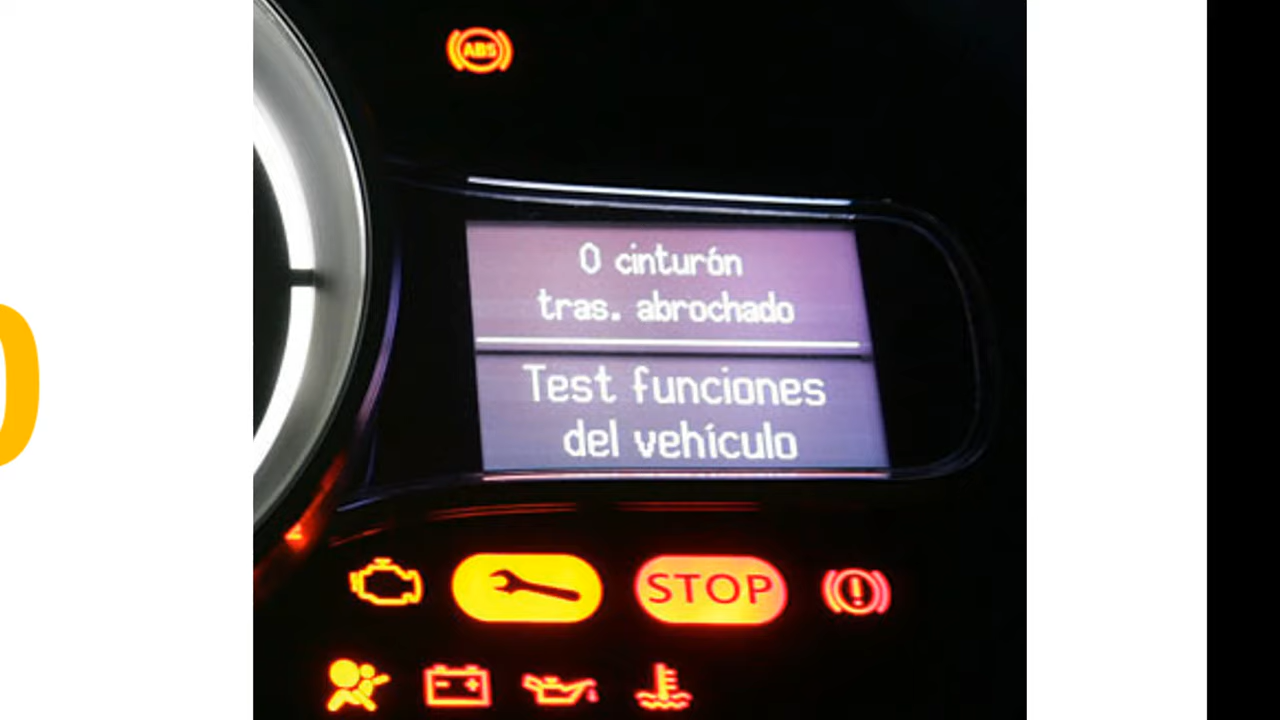 ABS
0 cinturón
tras. abrochado
Test funciones
del vehículo
STOP